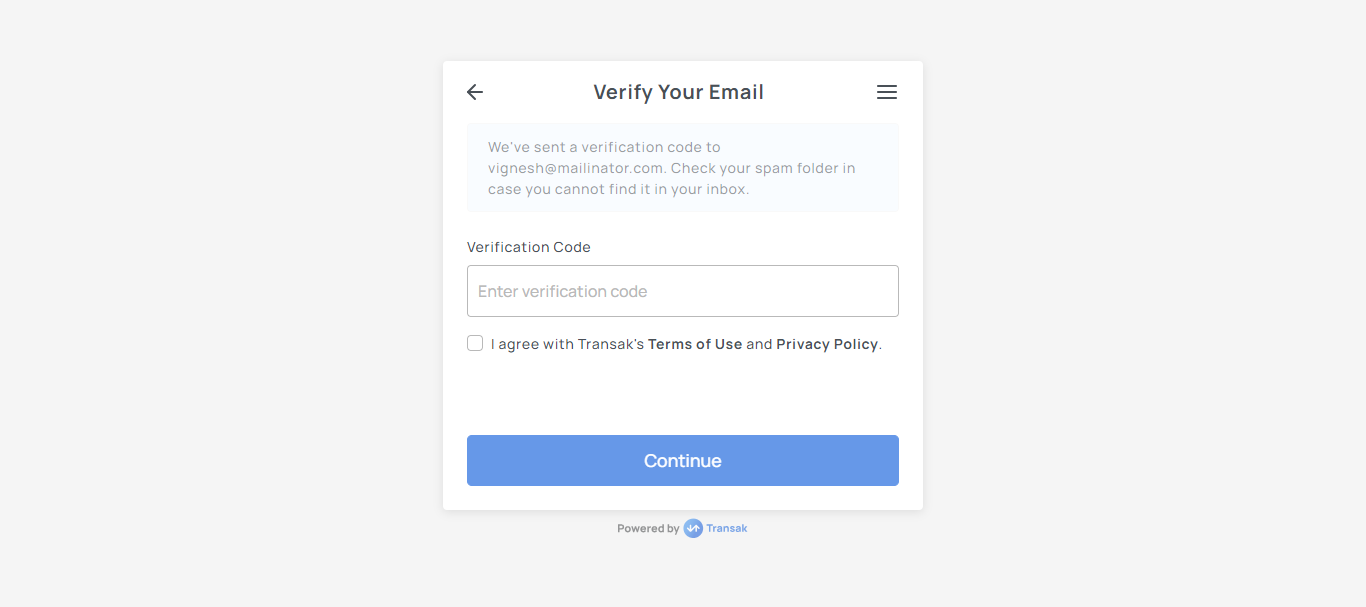 Verify Your Email
We've sent a verification code to
vignesh@mailinator.com. Check your spam folder in
case you cannot find it in your inbox.
Verification Code
Enter verification code
I agree with Transak's Terms of Use and Privacy Policy.
Continue
Powered by Transak